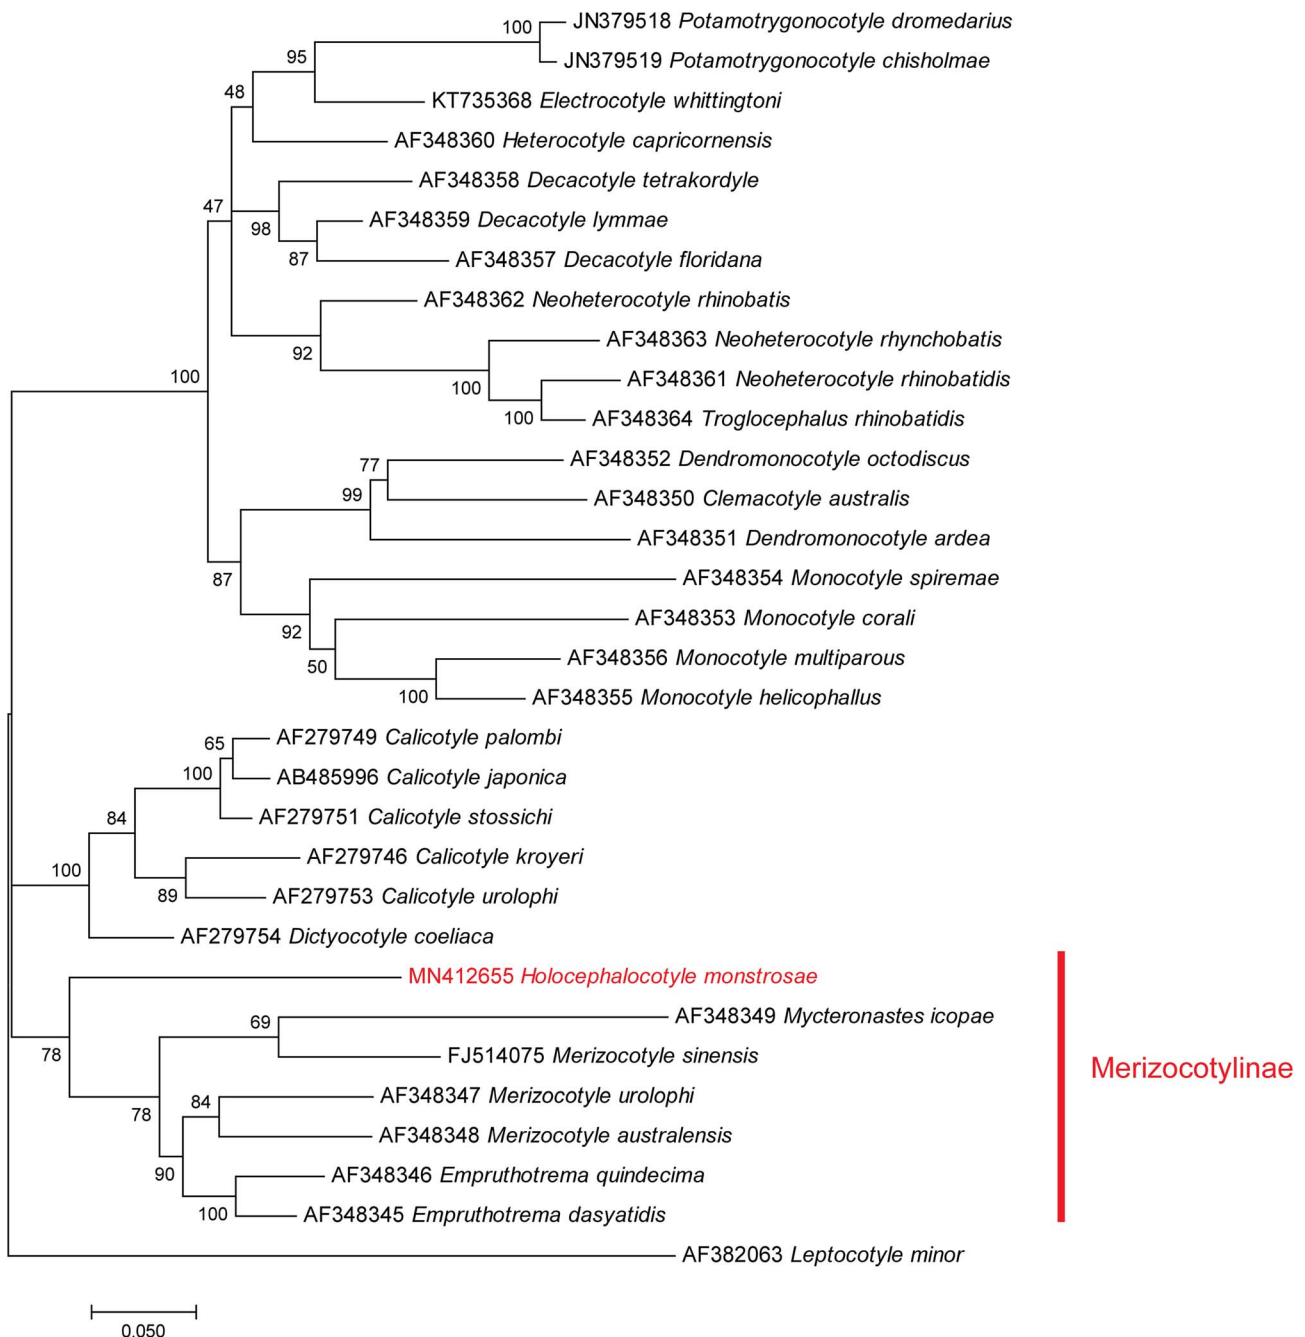 100
JN379518 Potamotrygonocotyle dromedarius
95
JN379519 Potamotrygonocotyle chisholmae
48
KT735368 Electrocotyle whittingtoni
AF348360 Heterocotyle capricornensis
AF348358 Decacotyle tetrakordyle
47
98
AF348359 Decacotyle lymmae
87
AF348357 Decacotyle floridana
AF348362 Neoheterocotyle rhinobatis
92
AF348363 Neoheterocotyle rhynchobatis
100
100
AF348361 Neoheterocotyle rhinobatidis
100
AF348364 Troglocephalus rhinobatidis
77
AF348352 Dendromonocotyle octodiscus
99
AF348350 Clemacotyle australis
AF348351 Dendromonocotyle ardea
87
AF348354 Monocotyle spiremae
92
AF348353 Monocotyle corali
50
AF348356 Monocotyle multiparous
100
AF348355 Monocotyle helicophallus
65
AF279749 Calicotyle palombi
100
AB485996 Calicotyle japonica
84
AF279751 Calicotyle stossichi
100
AF279746 Calicotyle kroyeri
89
AF279753 Calicotyle urolophi
AF279754 Dictyocotyle coeliaca
MN412655 Holocephalocotyle monstrosae
69
AF348349 Mycteronastes icopae
78
FJ514075 Merizocotyle sinensis
Merizocotylinae
84
AF348347 Merizocotyle urolophi
78
AF348348 Merizocotyle australensis
90
AF348346 Empruthotrema quindecima
100
AF348345 Empruthotrema dasyatidis
AF382063 Leptocotyle minor
0.050